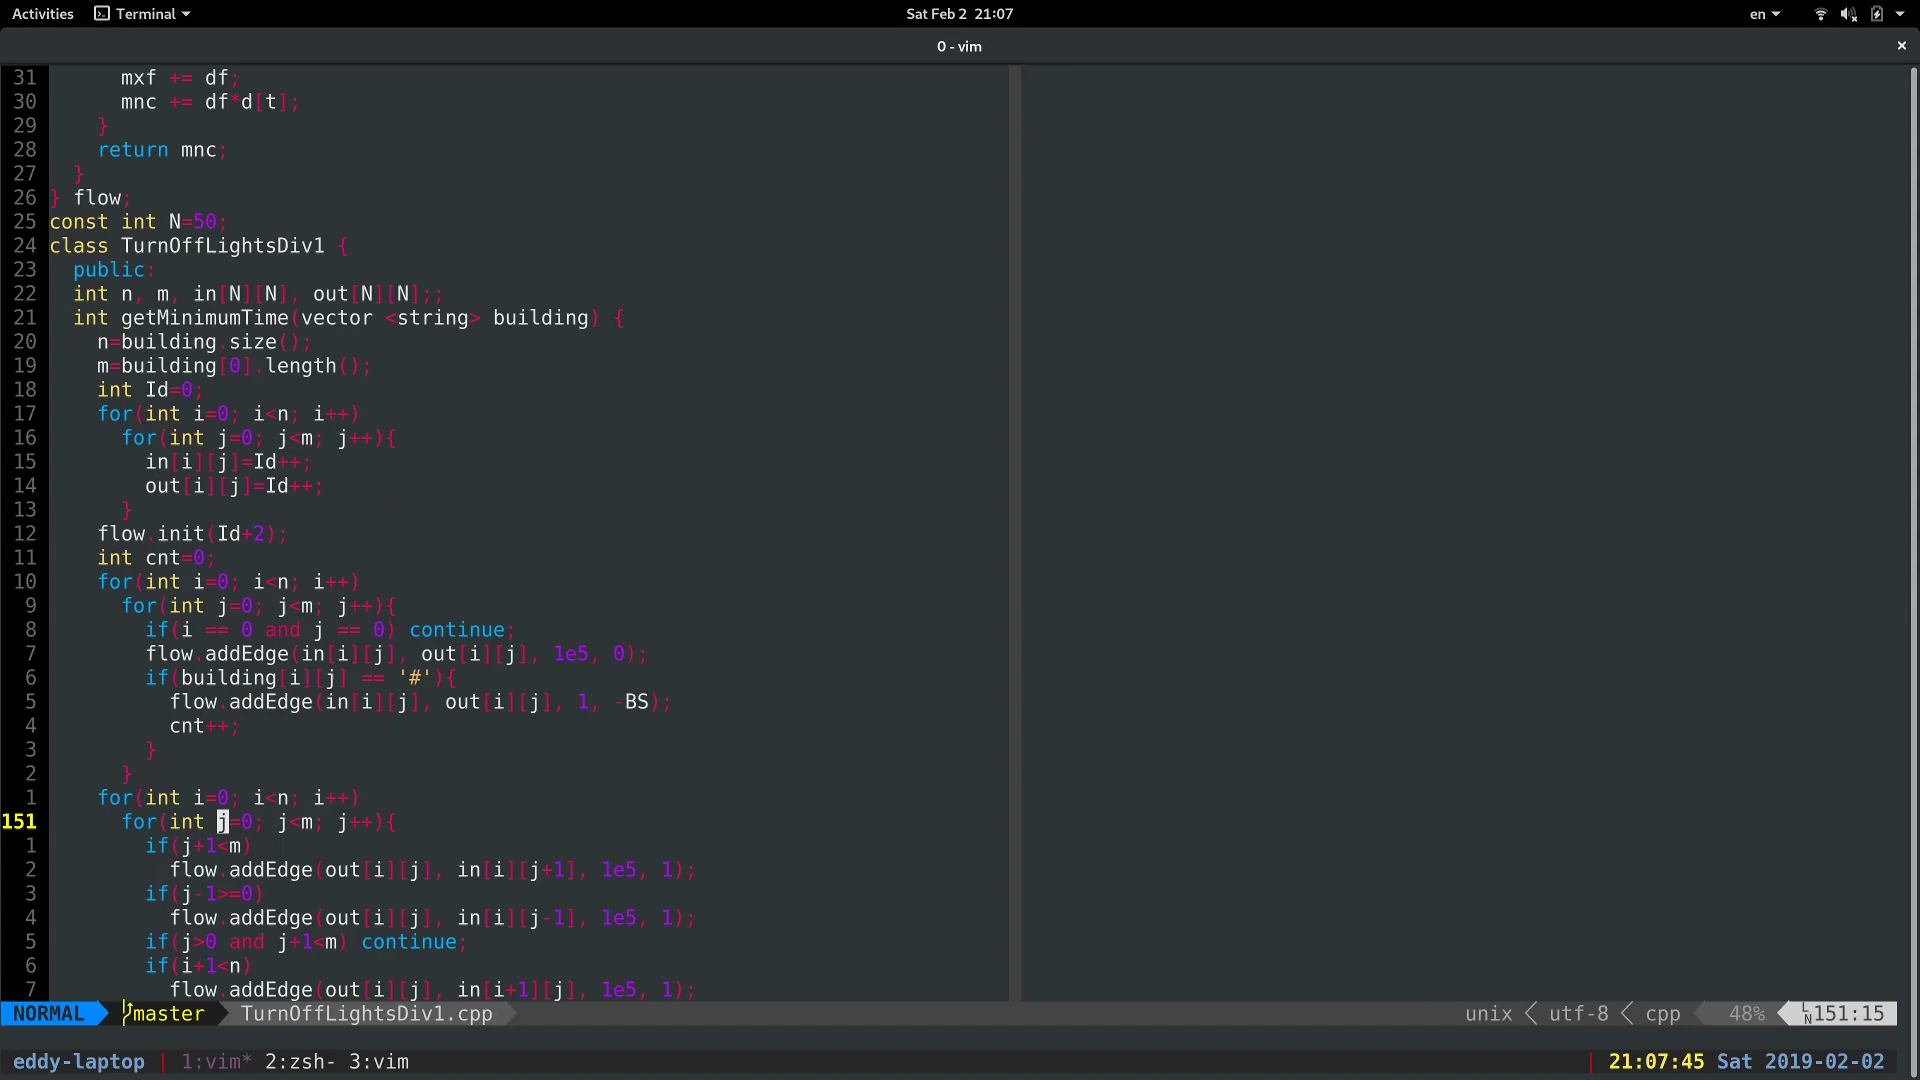 Activities Terminal Sat Feb 2 21:07 en
0 - vim
31 mxf += df;
30 mnc += df*d[t];
29 }
28 return mnc;
27 }
26 } flow;
25 const int N=50;
24 class TurnOffLightsDiv1 {
23 public:
22 int n, m, in[N][N], out[N][N];;
21 int getMinimumTime(vector <string> building) {
20 n=building.size();
19 m=building[0].length();
18 int Id=0;
17 for(int i=0; i<n; i++)
16 for(int j=0; j<m; j++){
15 in[i][j]=Id++;
14 out[i][j]=Id++;
13 }
12 flow.init(Id+2);
11 int cnt=0;
10 for(int i=0; i<n; i++)
9 for(int j=0; j<m; j++){
8 if(i == 0 and j == 0) continue;
7 flow.addEdge(in[i][j], out[i][j], 1e5, 0);
6 if(building[i][j] == '#'){
5 flow.addEdge(in[i][j], out[i][j], 1, -BS);
4 cnt++;
3 }
2 }
1 for(int i=0; i<n; i++)
151 for(int j=0; j<m; j++){
1 if(j+1<m)
2 flow.addEdge(out[i][j], in[i][j+1], 1e5, 1);
3 if(j-1>=0)
4 flow.addEdge(out[i][j], in[i][j-1], 1e5, 1);
5 if(j>0 and j+1<m) continue;
6 if(i+1<n)
7 flow.addEdge(out[i][j], in[i+1][j], 1e5, 1);
NORMAL master TurnOffLightsDiv1.cpp unix utf-8 cpp 48% LN 151:15
eddy-laptop | 1:vim* 2:zsh- 3:vim | 21:07:45 Sat 2019-02-02